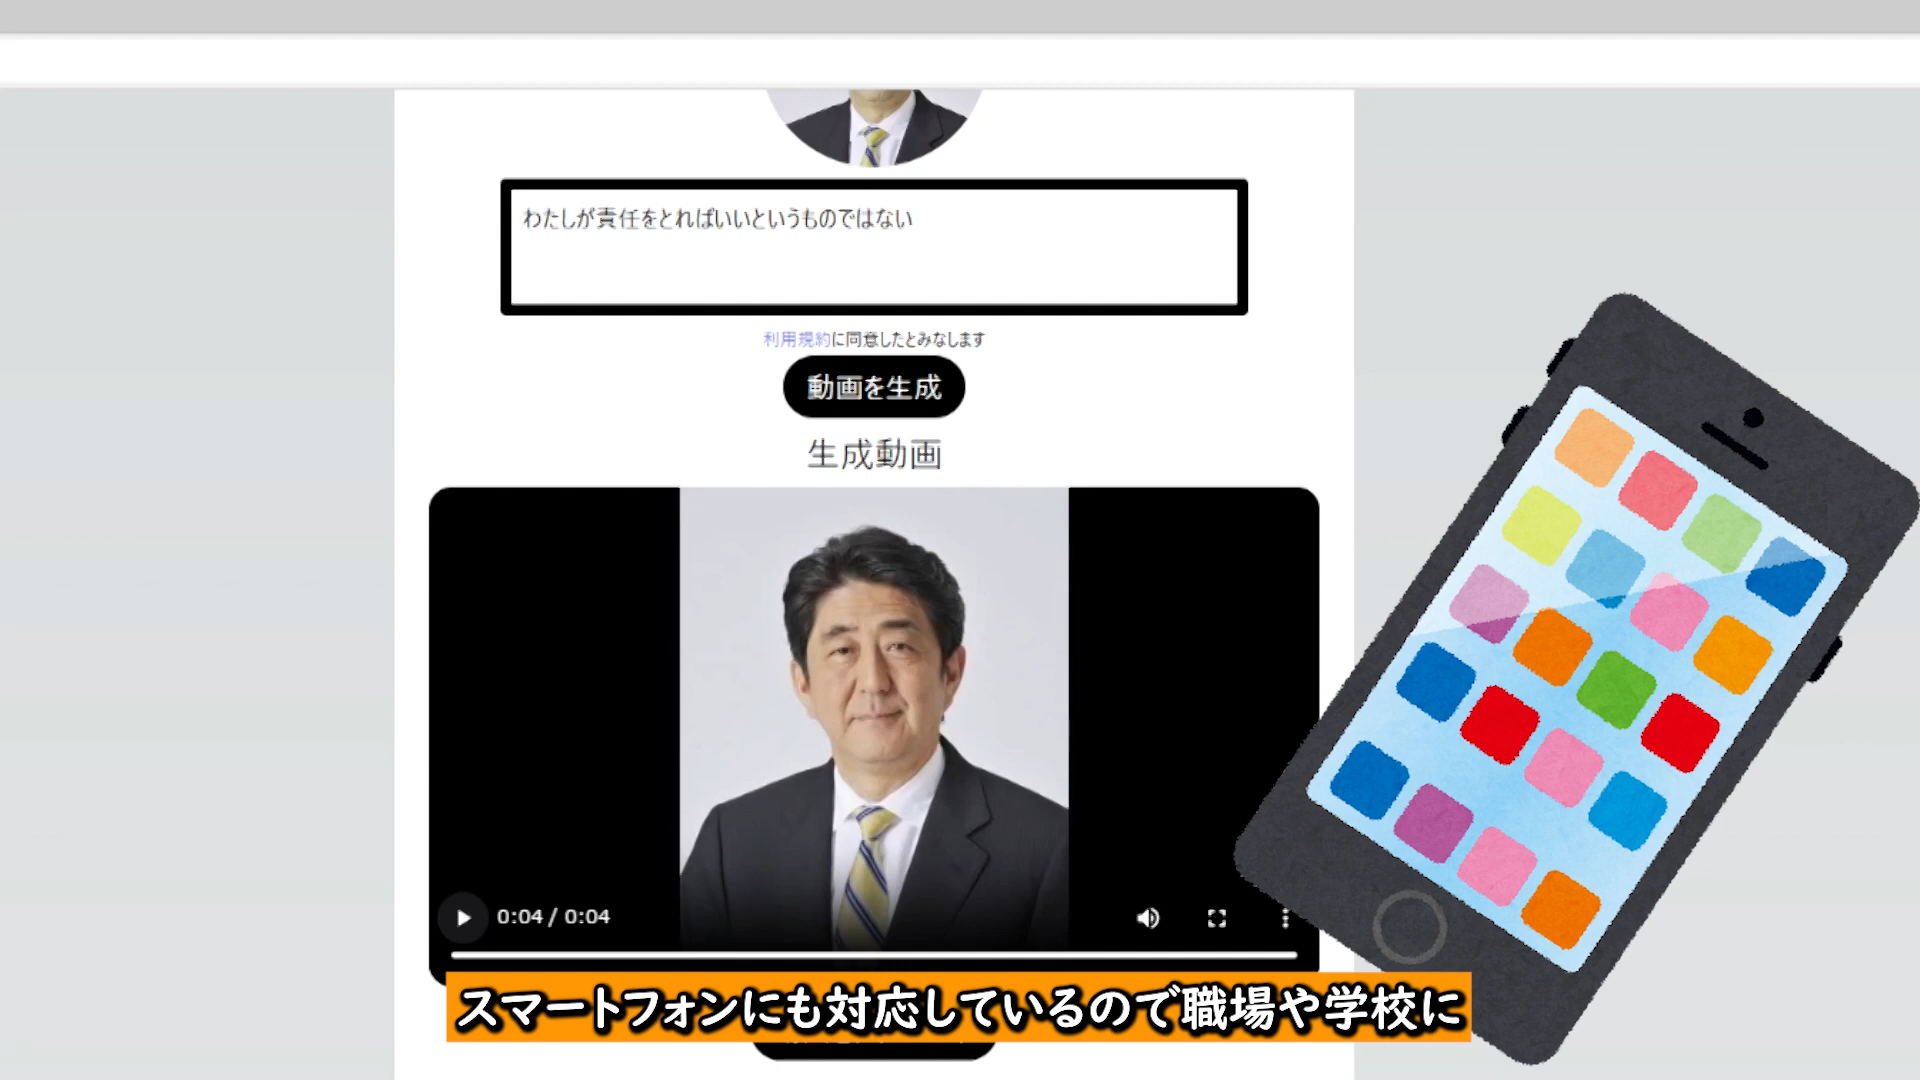 わたしが責任をとればいいというものではない
利用規約に同意したとみなします
動画を生成
生成動画
0:04 / 0:04
スマートフォンにも対応しているので職場や学校に